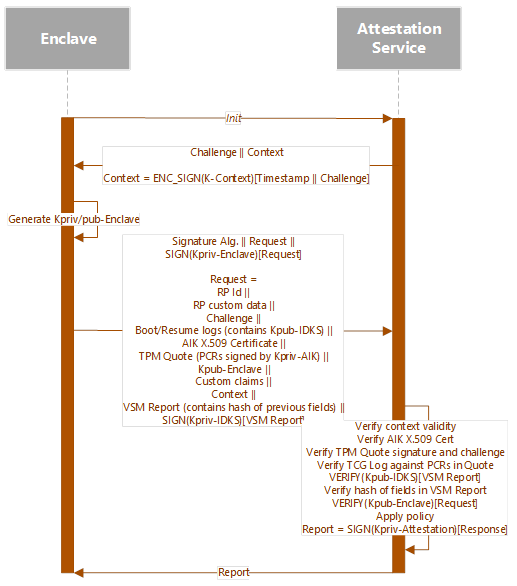 Enclave
Attestation
Service
Init
Challenge || Context
Context = ENC_SIGN(K-Context)[Timestamp || Challenge]
Generate Kpriv/pub-Enclave
Signature Alg. || Request ||
SIGN(Kpriv-Enclave)[Request]
Request =
RP Id ||
RP custom data ||
Challenge ||
Boot/Resume logs (contains Kpub-IDKS) ||
AIK X.509 Certificate ||
TPM Quote (PCRs signed by Kpriv-AIK) ||
Kpub-Enclave ||
Custom claims ||
Context ||
VSM Report (contains hash of previous fields) ||
SIGN(Kpriv-IDKS)[VSM Report]
Verify context validity
Verify AIK X.509 Cert
Verify TPM Quote signature and challenge
Verify TCG Log against PCRs in Quote
VERIFY(Kpub-IDKS)[VSM Report]
Verify hash of fields in VSM Report
VERIFY(Kpub-Enclave)[Request]
Apply policy
Report = SIGN(Kpriv-Attestation)[Response]
Report